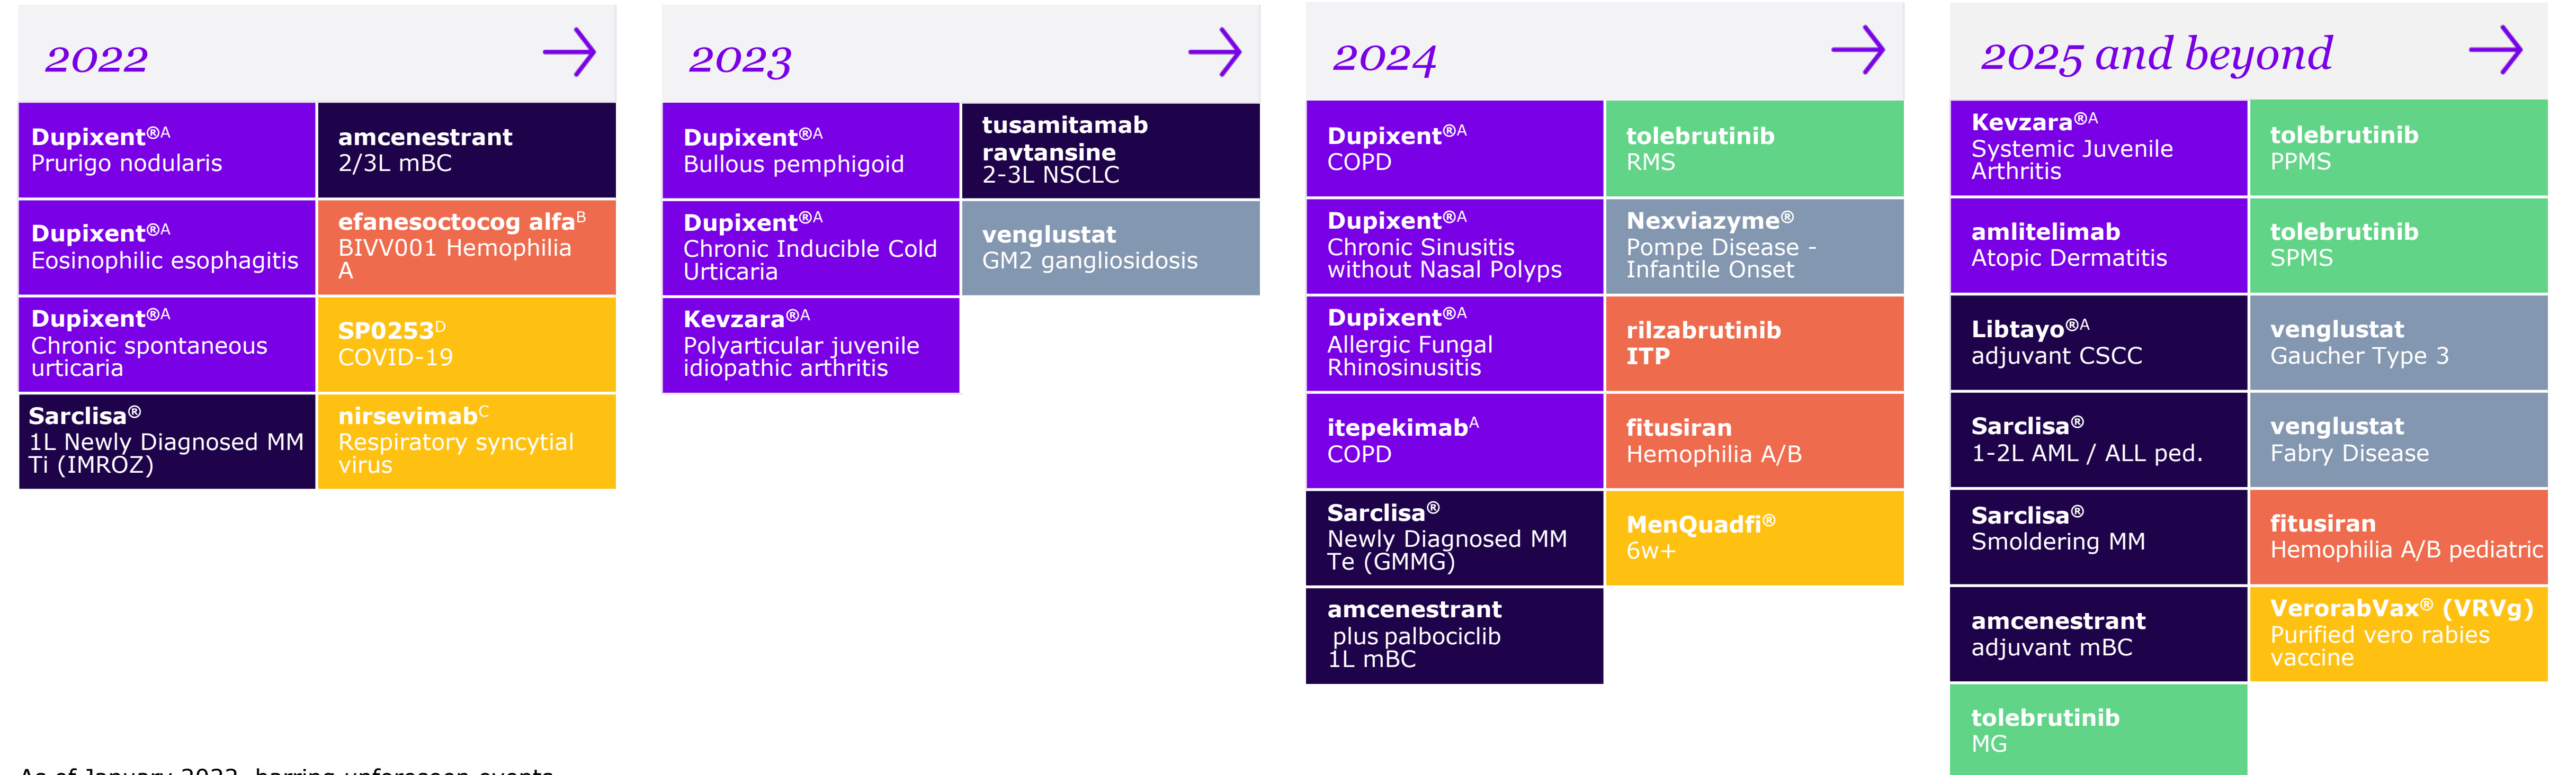 2022
Dupixent®A
Prurigo nodularis
Dupixent®A
Eosinophilic esophagitis
Dupixent®A
Chronic spontaneous
urticaria
Sarclisa®
1L Newly Diagnosed MM
Ti (IMROZ)
amcenestrant
2/3L mBC
efanesoctocog alfaB
BIVV001 Hemophilia
A
SP0253D
COVID-19
nirsevimabC
Respiratory syncytial
virus
2023
Dupixent®A
Bullous pemphigoid
Dupixent®A
Chronic Inducible Cold
Urticaria
Kevzara®A
Polyarticular juvenile
idiopathic arthritis
tusamitamab
ravtansine
2-3L NSCLC
venglustat
GM2 gangliosidosis
2024
Dupixent®A
COPD
Dupixent®A
Chronic Sinusitis
without Nasal Polyps
Dupixent®A
Allergic Fungal
Rhinosinusitis
itepekimabA
COPD
Sarclisa®
Newly Diagnosed MM
Te (GMMG)
amcenestrant
plus palbociclib
1L mBC
tolebrutinib
RMS
Nexviazyme®
Pompe Disease -
Infantile Onset
rilzabrutinib
ITP
fitusiran
Hemophilia A/B
MenQuadfi®
6w+
2025 and beyond
Kevzara®A
Systemic Juvenile
Arthritis
amlitelimab
Atopic Dermatitis
Libtayo®A
adjuvant CSCC
Sarclisa®
1-2L AML / ALL ped.
Sarclisa®
Smoldering MM
amcenestrant
adjuvant mBC
tolebrutinib
MG
tolebrutinib
PPMS
tolebrutinib
SPMS
venglustat
Gaucher Type 3
venglustat
Fabry Disease
fitusiran
Hemophilia A/B pediatric
VerorabVax® (VRVg)
Purified vero rabies
vaccine
As of January 2022, barring unforeseen events